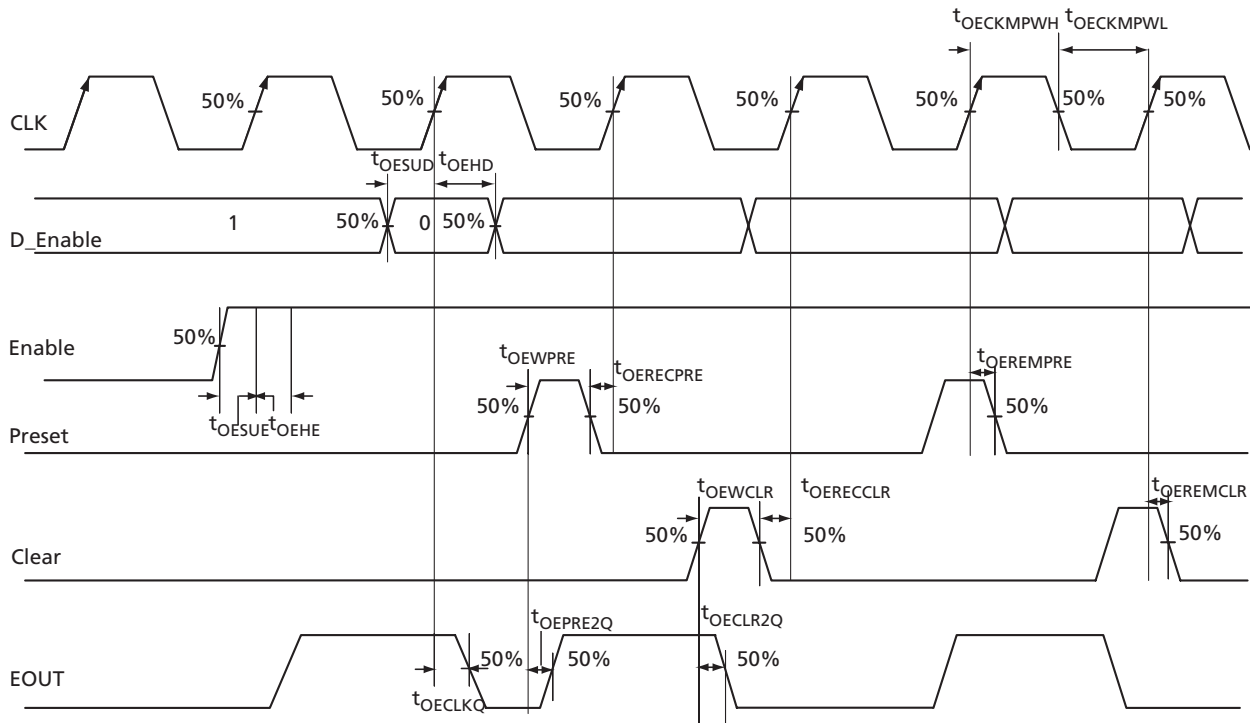 tOECKMPWH tOECKMPWL
CLK 50% 50% 50% 50% 50% 50% 50%
tOESUD tOEHD
D_Enable 1 50% 0 50%
Enable 50%
tOESUE tOEHE
tOEWPRE tOERECPRE tOEREMPRE
Preset 50% 50% 50%
tOEWCLR tOERECCLR tOEREMCLR
Clear 50% 50% 50%
tOEPRE2Q tOECLR2Q
EOUT 50% 50% 50%
tOECLKQ